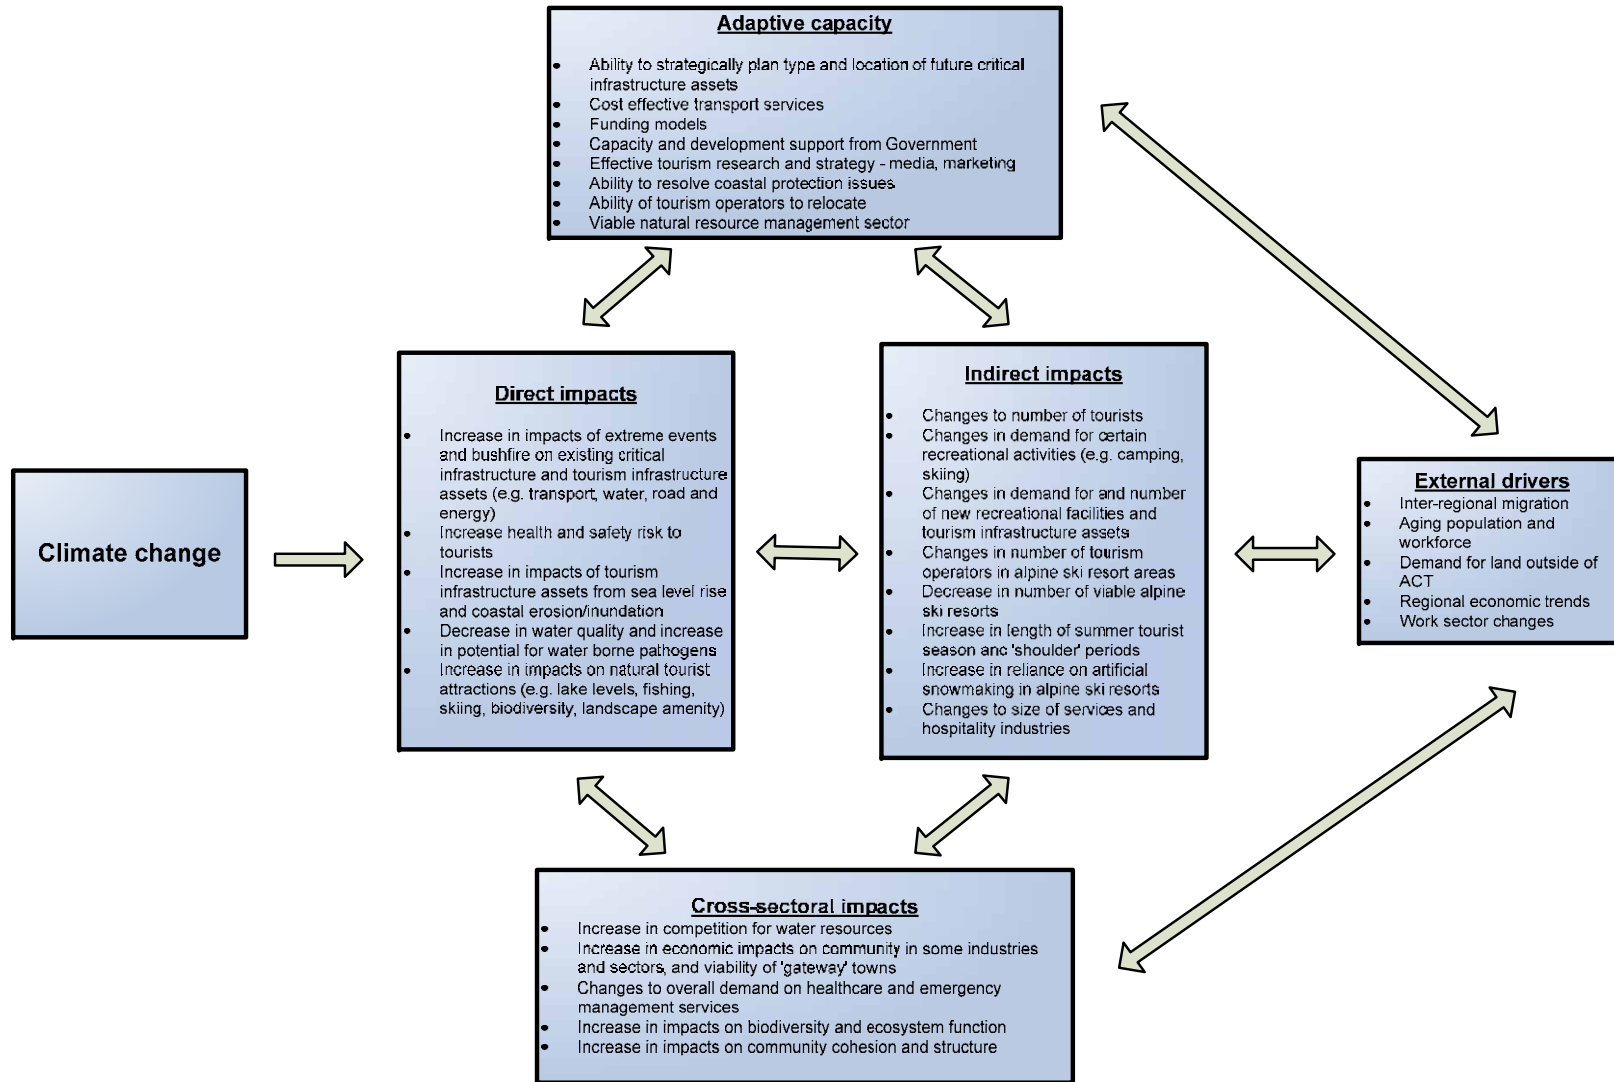 Adaptive capacity
• Ability to strategically plan type and location of future critical
infrastructure assets
• Cost effective transport services
• Funding models
• Capacity and development support from Government
• Effective tourism research and strategy - media, marketing
• Ability to resolve coastal protection issues
• Ability of tourism operators to relocate
• Viable natural resource management sector
Climate change
Direct impacts
• Increase in impacts of extreme events
and bushfire on existing critical
infrastructure and tourism infrastructure
assets (e.g. transport, water, road and
energy)
• Increase health and safety risk to
tourists
• Increase in impacts of tourism
infrastructure assets from sea level rise
and coastal erosion/inundation
• Decrease in water quality and increase
in potential for water borne pathogens
• Increase in impacts on natural tourist
attractions (e.g. lake levels, fishing,
skiing, biodiversity, landscape amenity)
Indirect impacts
• Changes to number of tourists
• Changes in demand for certain
recreational activities (e.g. camping,
skiing)
• Changes in demand for and number
of new recreational facilities and
tourism infrastructure assets
• Changes in number of tourism
operators in alpine ski resort areas
• Decrease in number of viable alpine
ski resorts
• Increase in length of summer tourist
season and 'shoulder' periods
• Increase in reliance on artificial
snowmaking in alpine ski resorts
• Changes to size of services and
hospitality industries
External drivers
• Inter-regional migration
• Aging population and
workforce
• Demand for land outside of
ACT
• Regional economic trends
• Work sector changes
Cross-sectoral impacts
• Increase in competition for water resources
• Increase in economic impacts on community in some industries
and sectors, and viability of 'gateway' towns
• Changes to overall demand on healthcare and emergency
management services
• Increase in impacts on biodiversity and ecosystem function
• Increase in impacts on community cohesion and structure